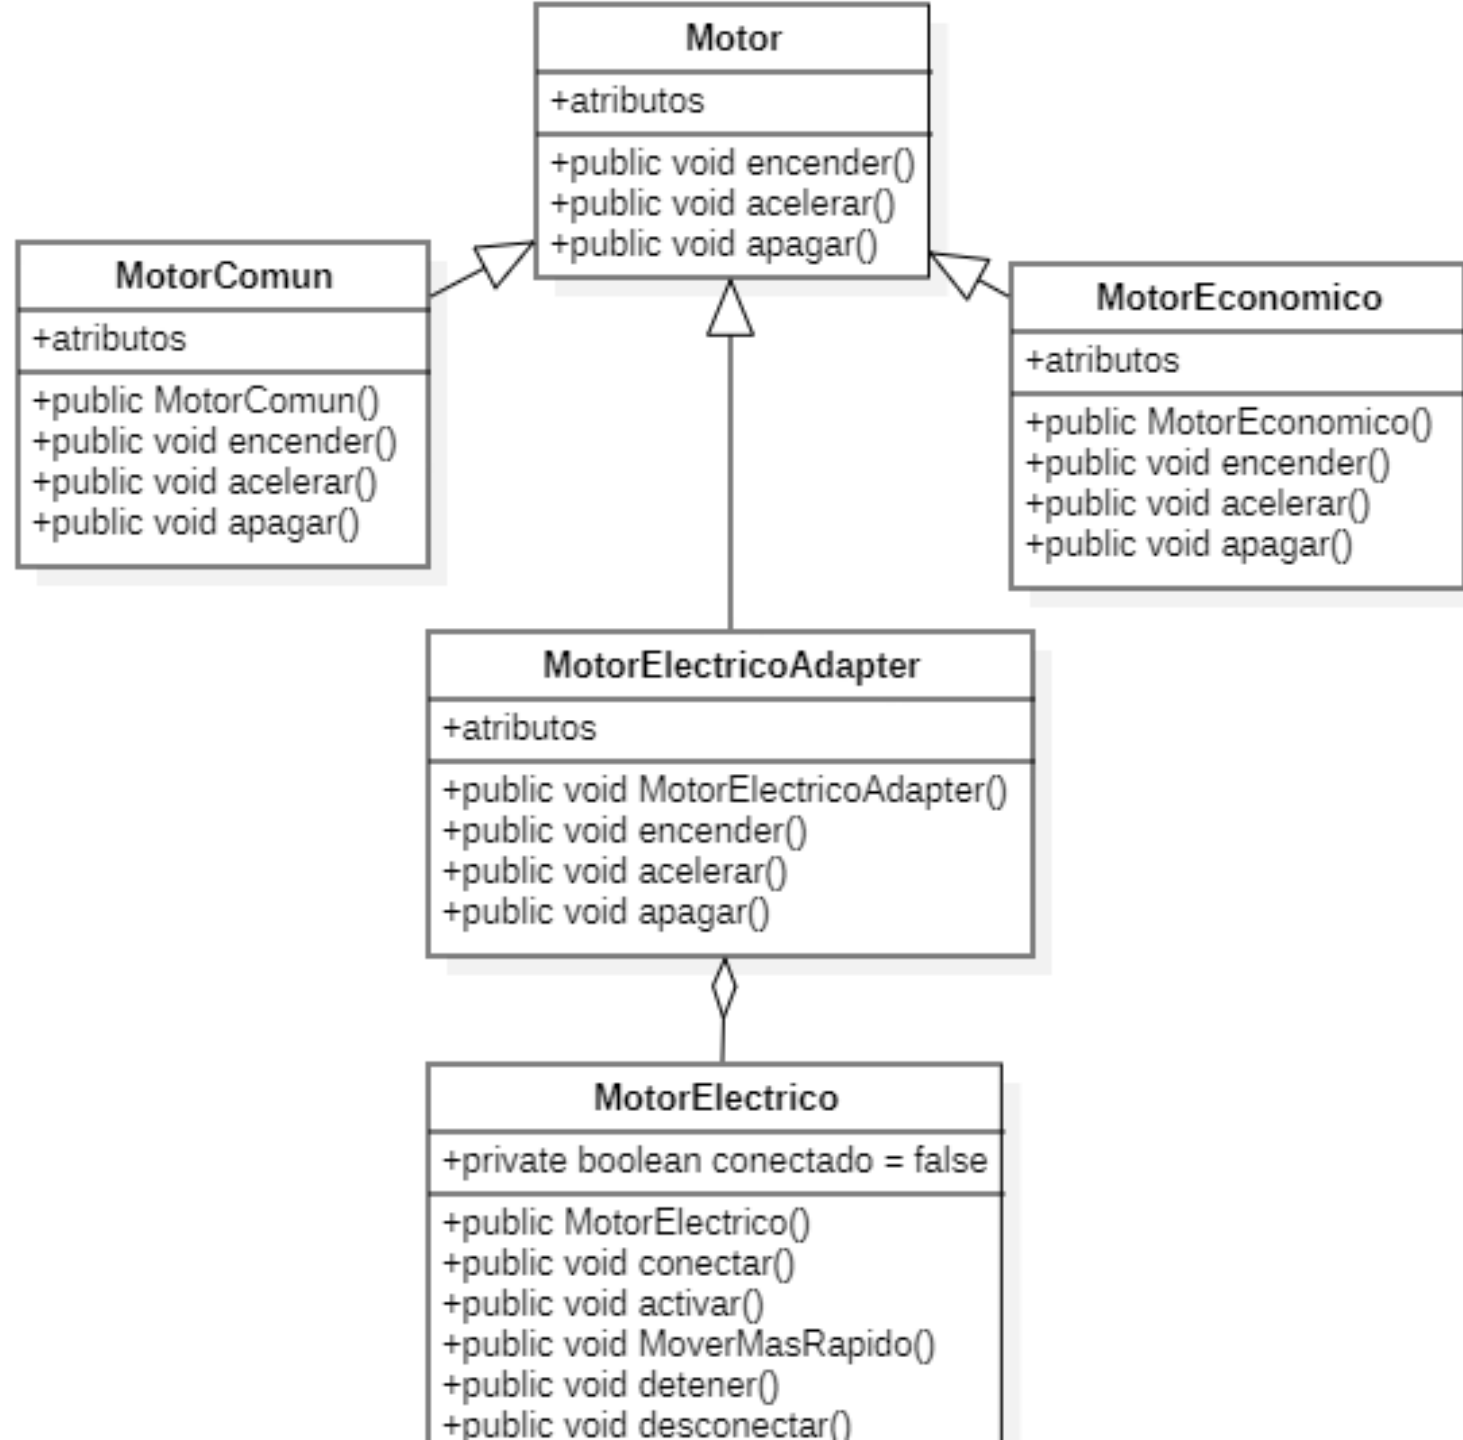 Motor
+atributos
+public void encender()
+public void acelerar()
+public void apagar()
MotorComun
+atributos
+public MotorComun()
+public void encender()
+public void acelerar()
+public void apagar()
MotorEconomico
+atributos
+public MotorEconomico()
+public void encender()
+public void acelerar()
+public void apagar()
MotorElectricoAdapter
+atributos
+public void MotorElectricoAdapter()
+public void encender()
+public void acelerar()
+public void apagar()
MotorElectrico
+private boolean conectado = false
+public MotorElectrico()
+public void conectar()
+public void activar()
+public void MoverMasRapido()
+public void detener()
+public void desconectar()